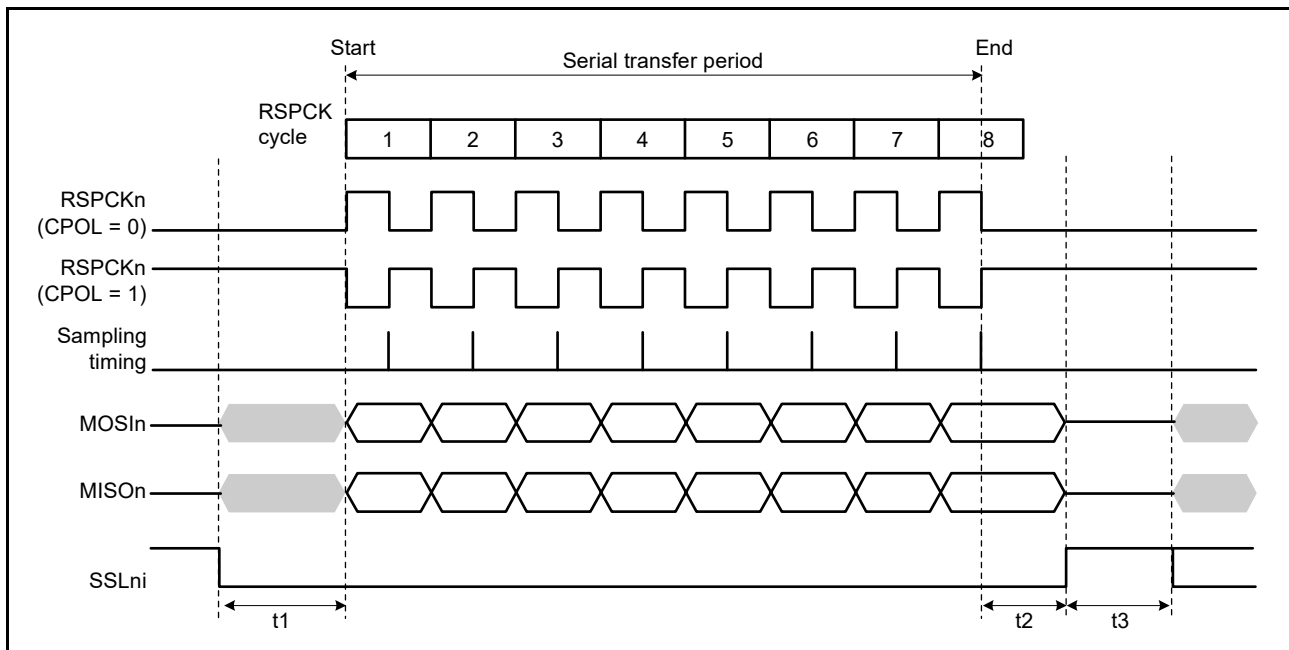 Start
End
Serial transfer period
RSPCK
cycle
1 2 3 4 5 6 7 8
RSPCKn
(CPOL = 0)
RSPCKn
(CPOL = 1)
Sampling
timing
MOSIn
MISOn
SSLni
t1
t2
t3